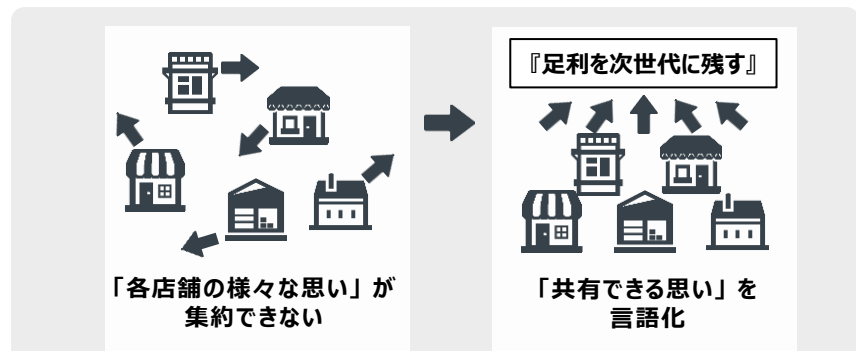 「各店舗の様々な思い」が
集約できない
『足利を次世代に残す』
「共有できる思い」を
言語化